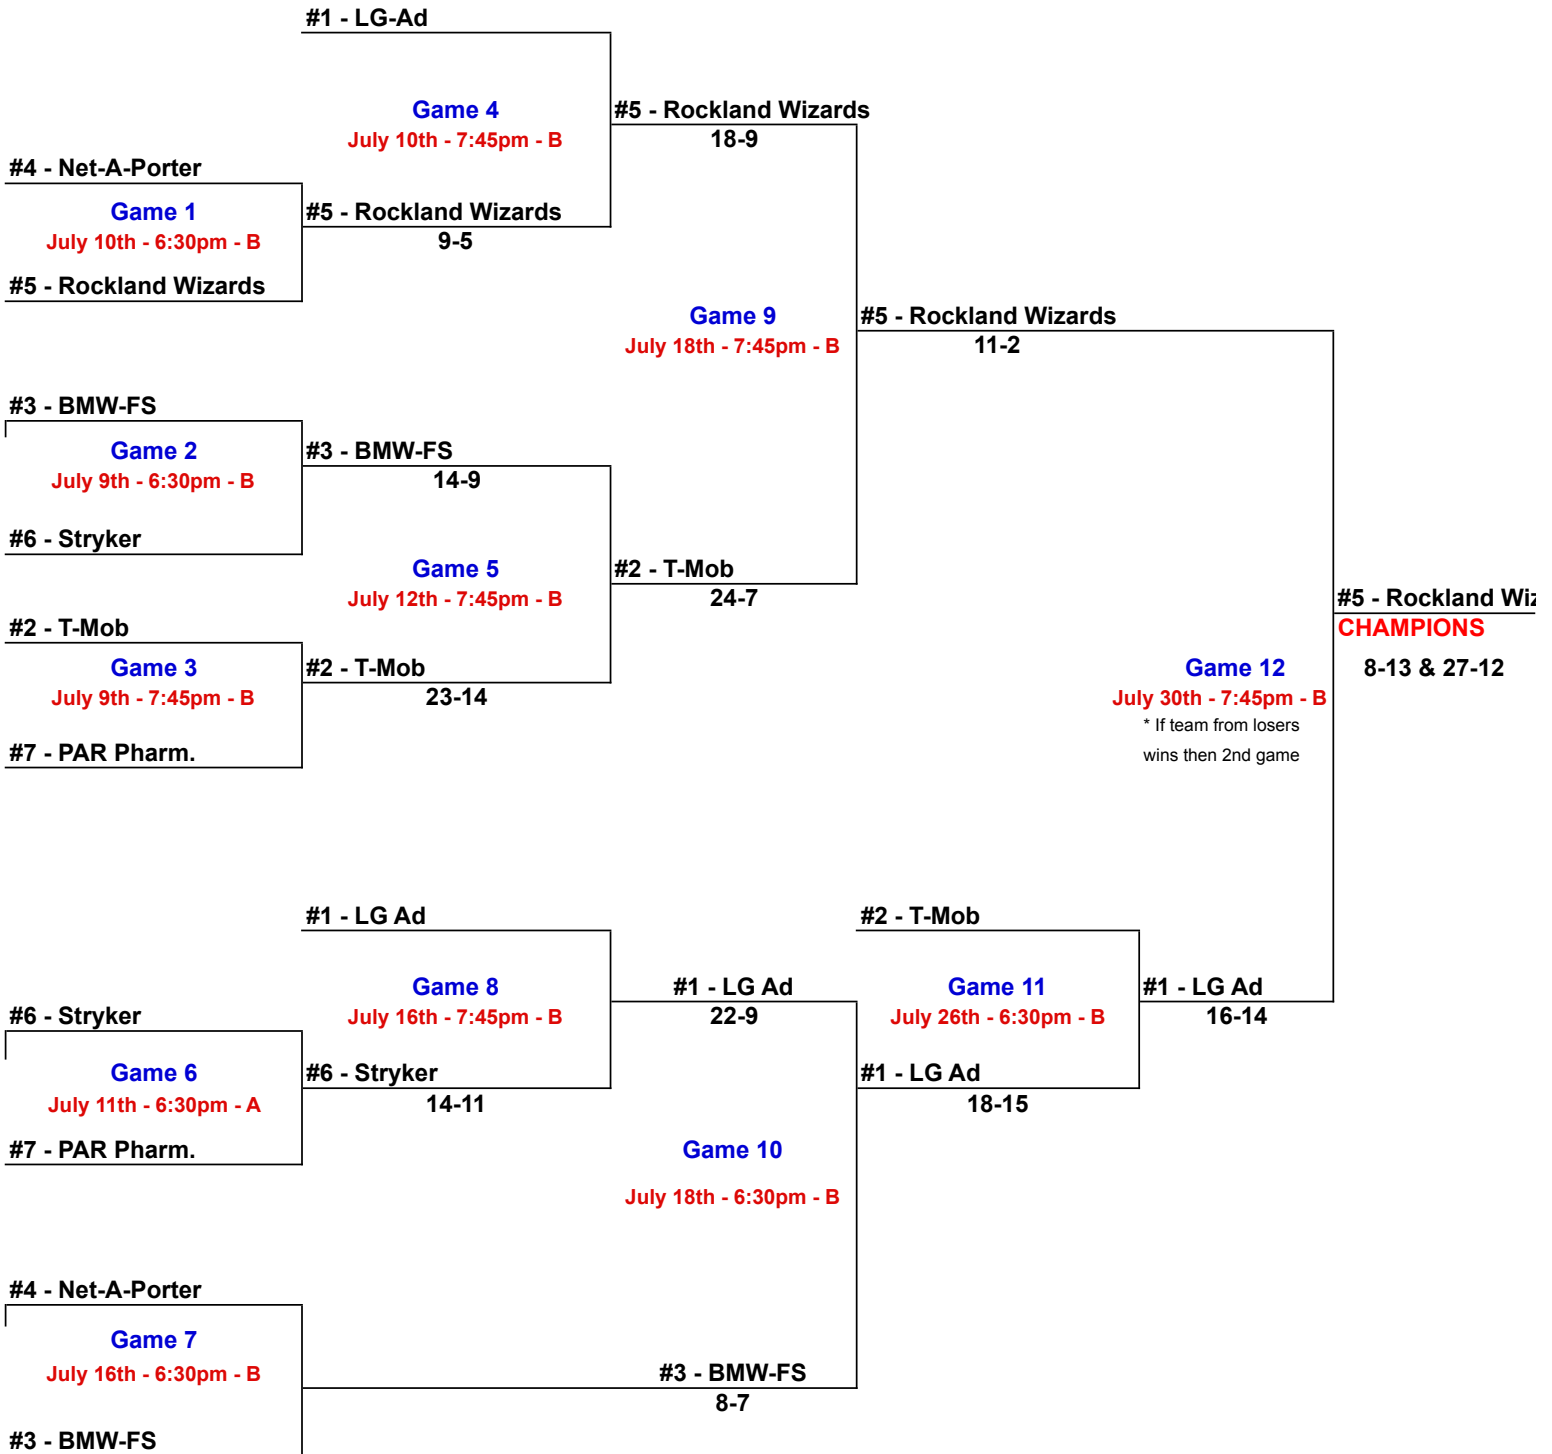 #1 - LG-Ad
Game 4
#5 - Rockland Wizards
July 10th - 7:45pm - B
18-9
#4 - Net-A-Porter
Game 1
#5 - Rockland Wizards
July 10th - 6:30pm - B
9-5
#5 - Rockland Wizards
Game 9
#5 - Rockland Wizards
July 18th - 7:45pm - B
11-2
#3 - BMW-FS
Game 2
#3 - BMW-FS
July 9th - 6:30pm - B
14-9
#6 - Stryker
Game 5
#2 - T-Mob
July 12th - 7:45pm - B
24-7
#5 - Rockland Wiz
#2 - T-Mob
CHAMPIONS
Game 3
#2 - T-Mob
Game 12
8-13 & 27-12
July 9th - 7:45pm - B
23-14
July 30th - 7:45pm - B
* If team from losers
wins then 2nd game
#7 - PAR Pharm.
#1 - LG Ad
#2 - T-Mob
Game 8
#1 - LG Ad
Game 11
#1 - LG Ad
#6 - Stryker
July 16th - 7:45pm - B
22-9
July 26th - 6:30pm - B
16-14
Game 6
#6 - Stryker
#1 - LG Ad
July 11th - 6:30pm - A
14-11
18-15
#7 - PAR Pharm.
Game 10
July 18th - 6:30pm - B
#4 - Net-A-Porter
Game 7
July 16th - 6:30pm - B
#3 - BMW-FS
8-7
#3 - BMW-FS